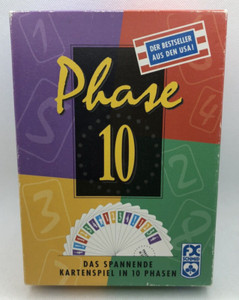 DER BESTSELLER
AUS DEN USA!
Phase
10
DAS SPANNENDE
KARTENSPIEL IN 10 PHASEN